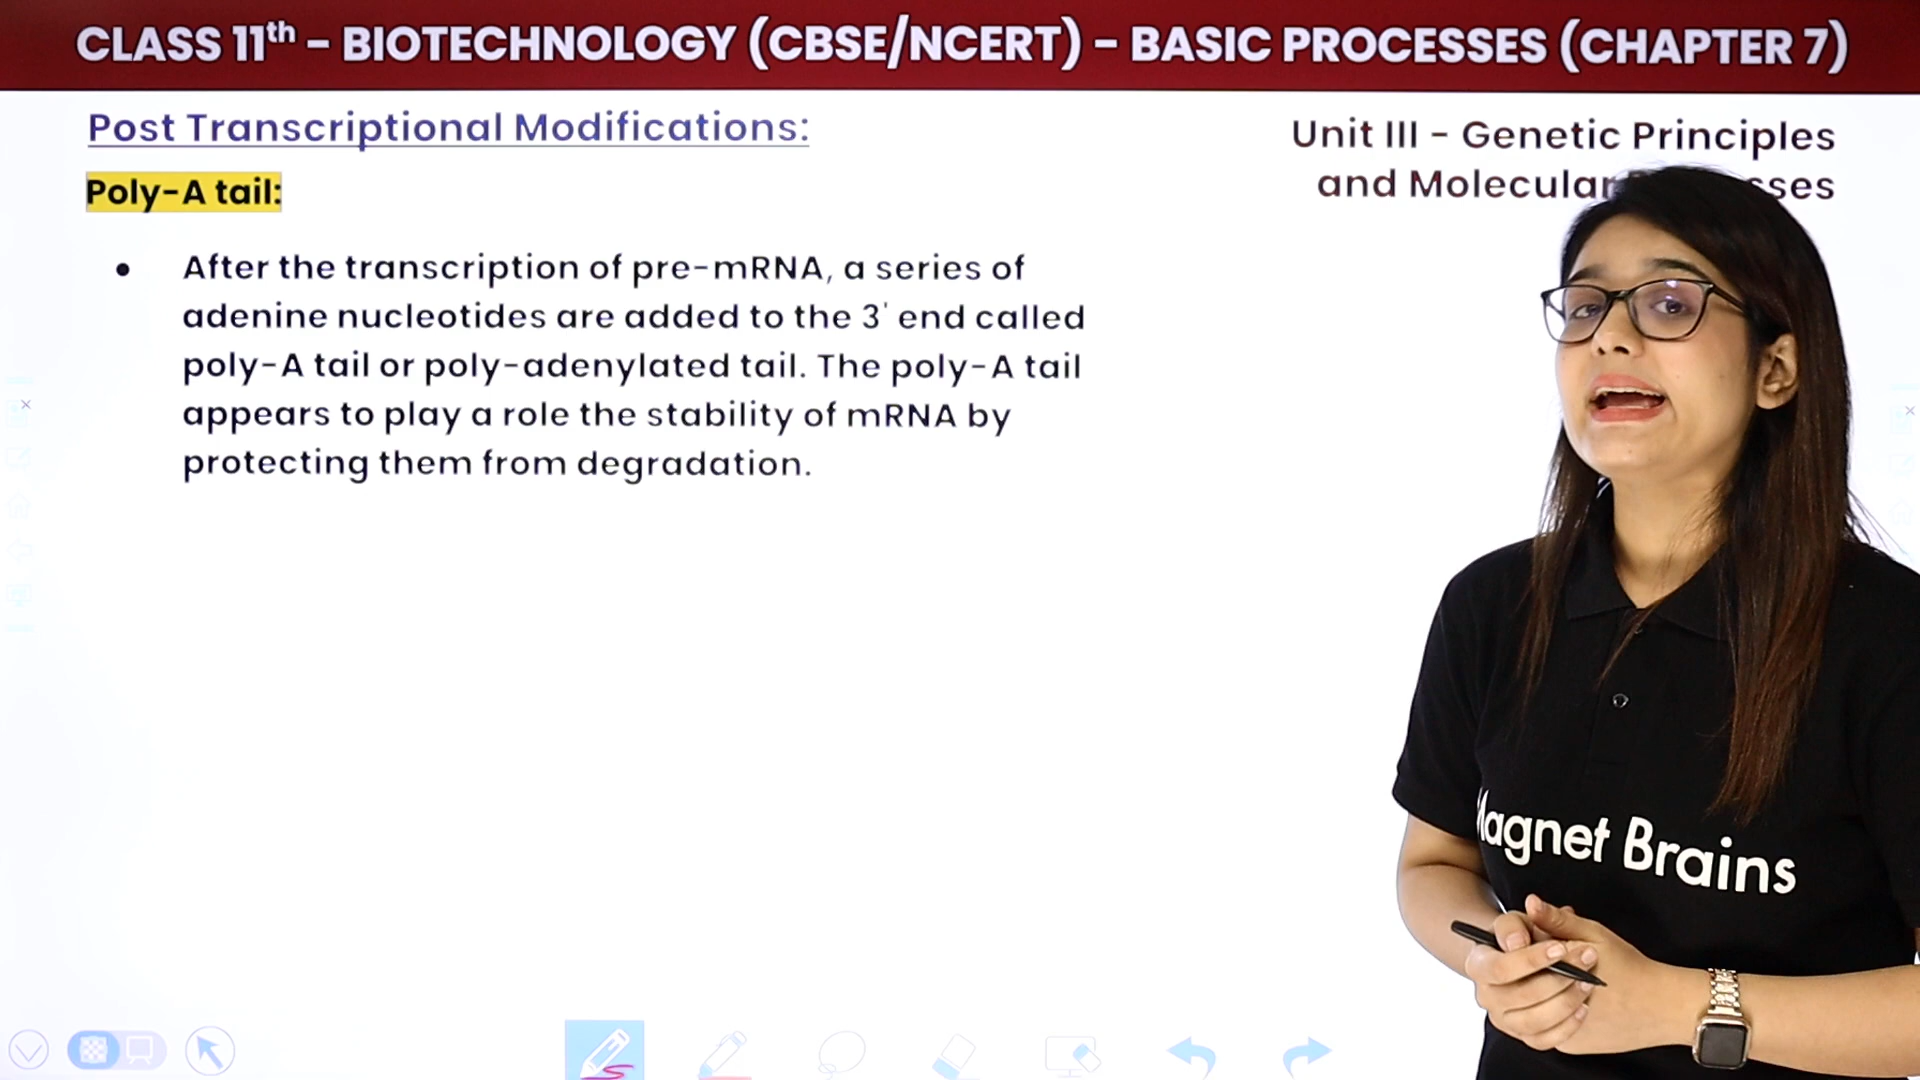 CLASS 11th - BIOTECHNOLOGY (CBSE/NCERT) - BASIC PROCESSES (CHAPTER 7)
Post Transcriptional Modifications:
Unit III - Genetic Principles
and Molecular
Poly-A tail:
• After the transcription of pre-mRNA, a series of
adenine nucleotides are added to the 3' end called
poly-A tail or poly-adenylated tail. The poly-A tail
appears to play a role the stability of mRNA by
protecting them from degradation.
Brains